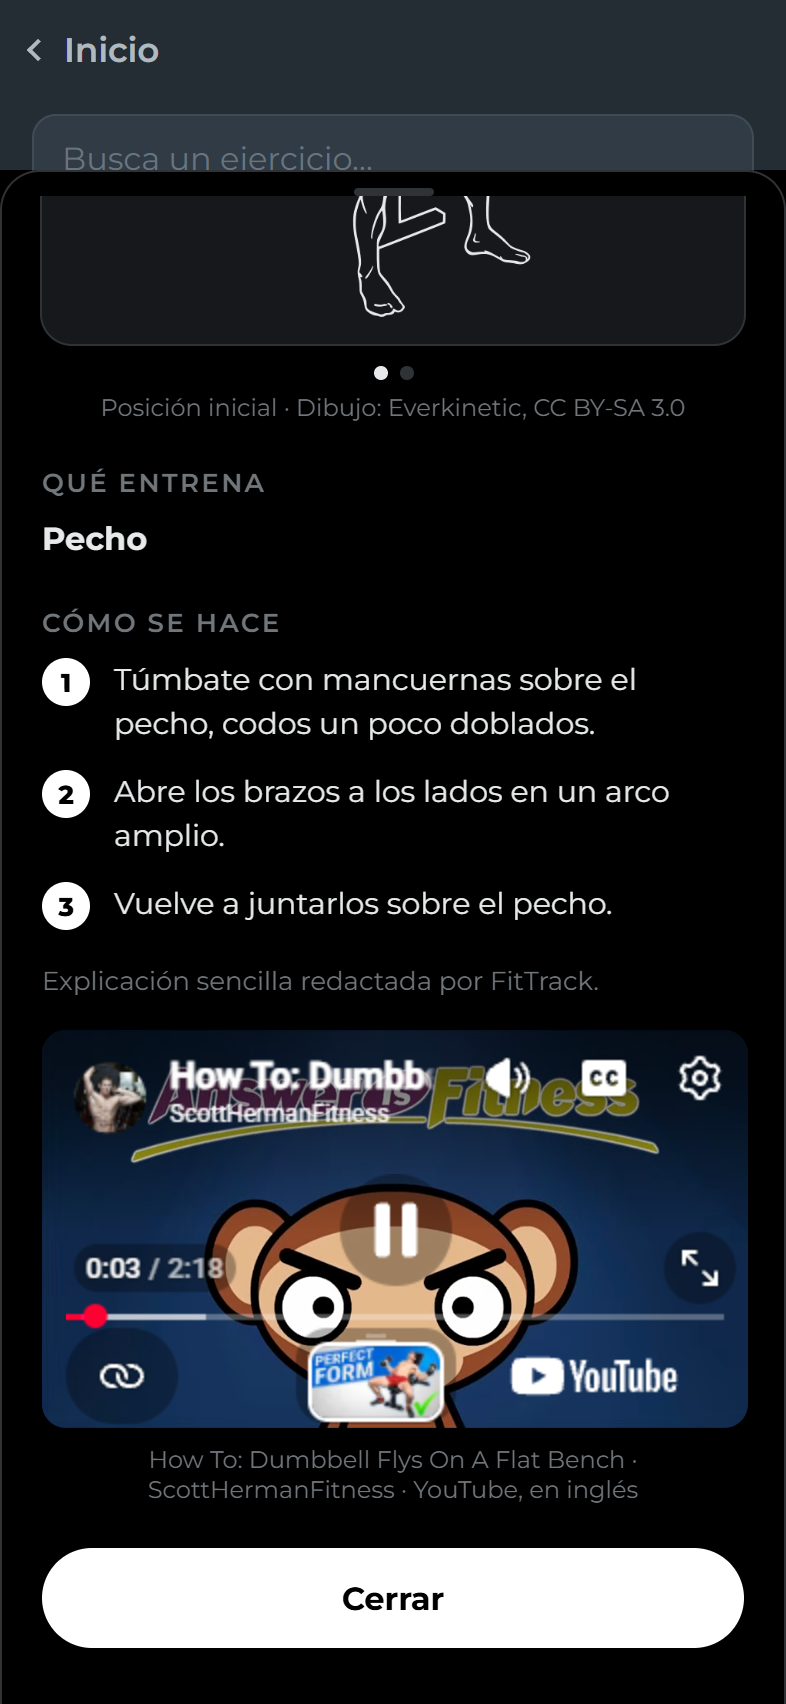 Inicio
Busca un ejercicio...
Posición inicial · Dibujo: Everkinetic, CC BY-SA 3.0
QUÉ ENTRENA
Pecho
CÓMO SE HACE
1 Túmbate con mancuernas sobre el
pecho, codos un poco doblados.
2 Abre los brazos a los lados en un arco
amplio.
3 Vuelve a juntarlos sobre el pecho.
Explicación sencilla redactada por FitTrack.
How To: Dumbb
ScottHermanFitness
Answer is Fitness
CC
0:03 / 2:18
PERFECT
FORM
YouTube
How To: Dumbbell Flys On A Flat Bench ·
ScottHermanFitness · YouTube, en inglés
Cerrar